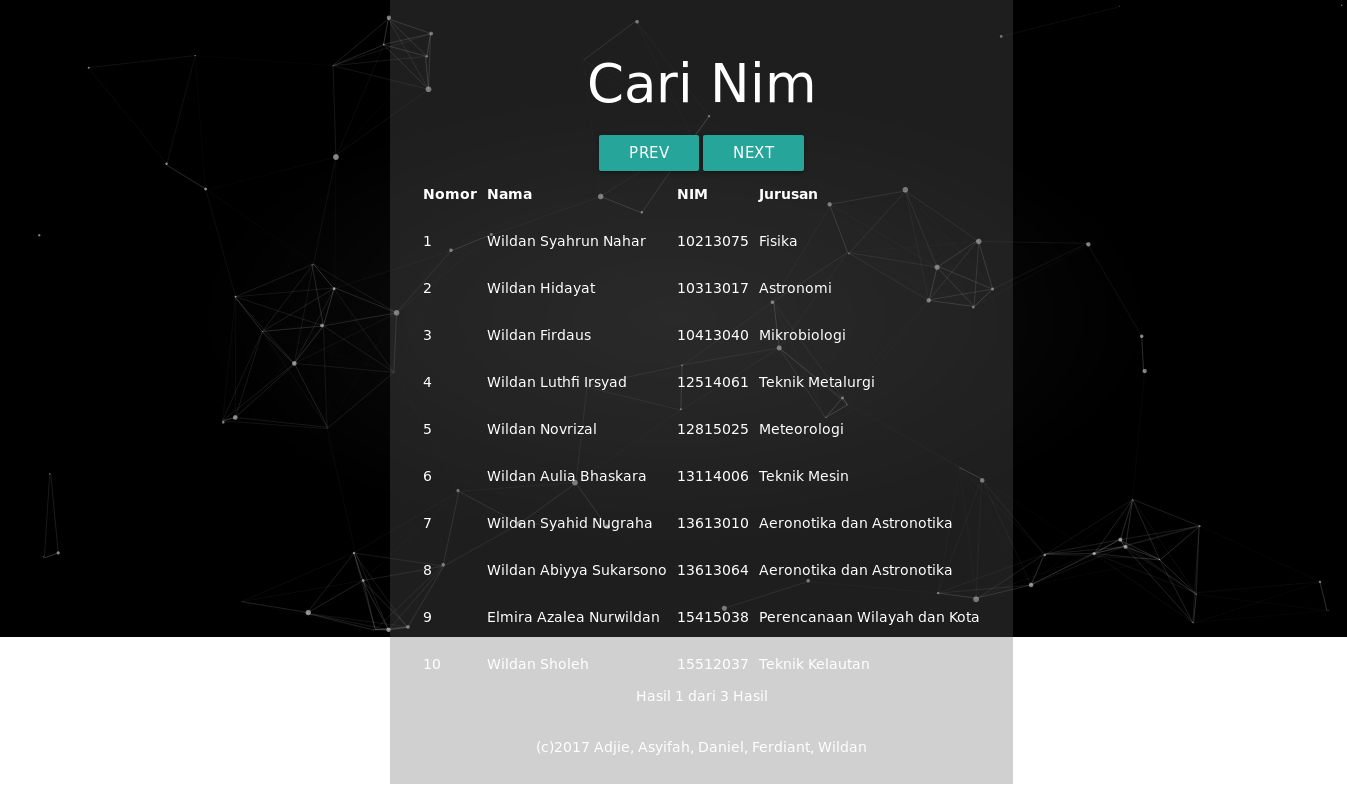 Cari Nim
PREV NEXT
Nomor Nama NIM Jurusan
1 Wildan Syahrun Nahar 10213075 Fisika
2 Wildan Hidayat 10313017 Astronomi
3 Wildan Firdaus 10413040 Mikrobiologi
4 Wildan Luthfi Irsyad 12514061 Teknik Metalurgi
5 Wildan Novrizal 12815025 Meteorologi
6 Wildan Aulia Bhaskara 13114006 Teknik Mesin
7 Wildan Syahid Nugraha 13613010 Aeronotika dan Astronotika
8 Wildan Abiyya Sukarsono 13613064 Aeronotika dan Astronotika
9 Elmira Azalea Nurwildan 15415038 Perencanaan Wilayah dan Kota
10 Wildan Sholeh 15512037 Teknik Kelautan
Hasil 1 dari 3 Hasil
(c)2017 Adjie, Asyifah, Daniel, Ferdiant, Wildan